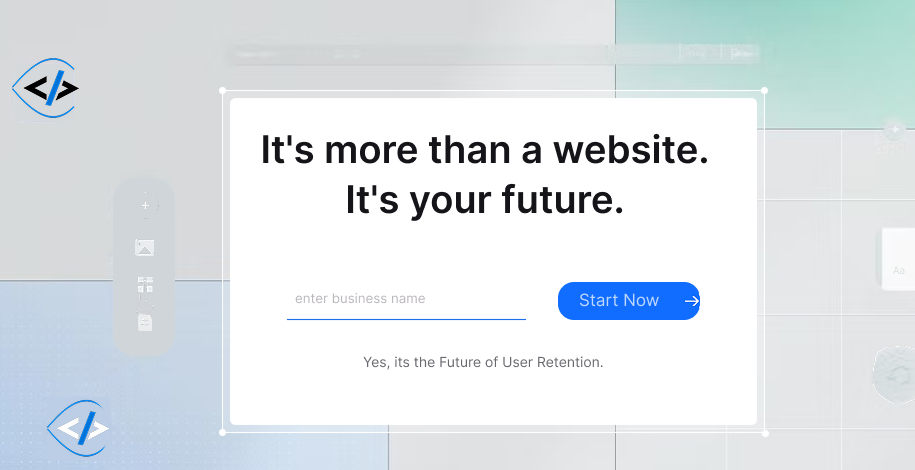 </>
It's more than a website.
It's your future.
enter business name
Start Now →
Yes, its the Future of User Retention.
Aa
</>